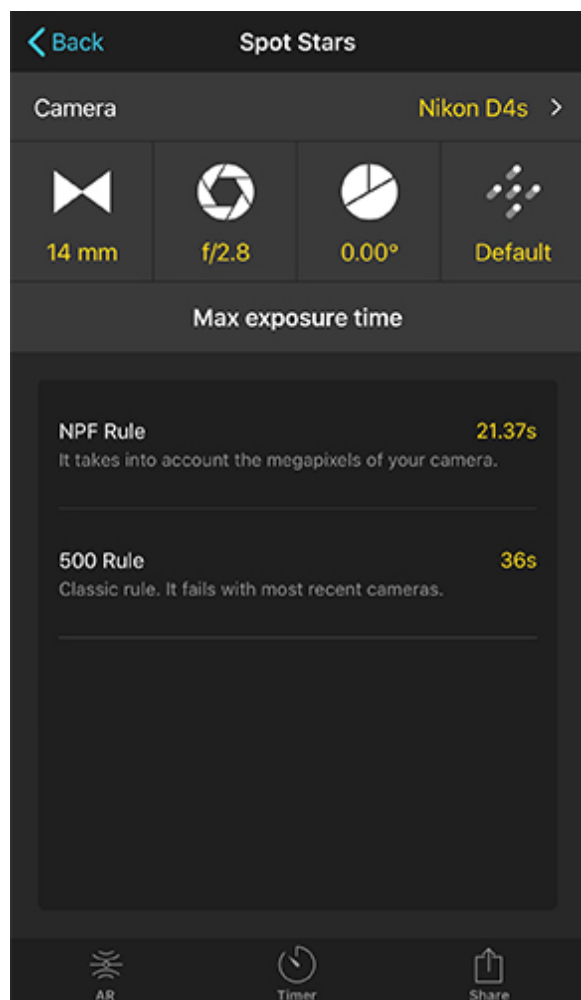 Back Spot Stars
Camera Nikon D4s
14 mm f/2.8 0.00° Default
Max exposure time
NPF Rule 21.37s
It takes into account the megapixels of your camera.
500 Rule 36s
Classic rule. It fails with most recent cameras.
AR Timer Share